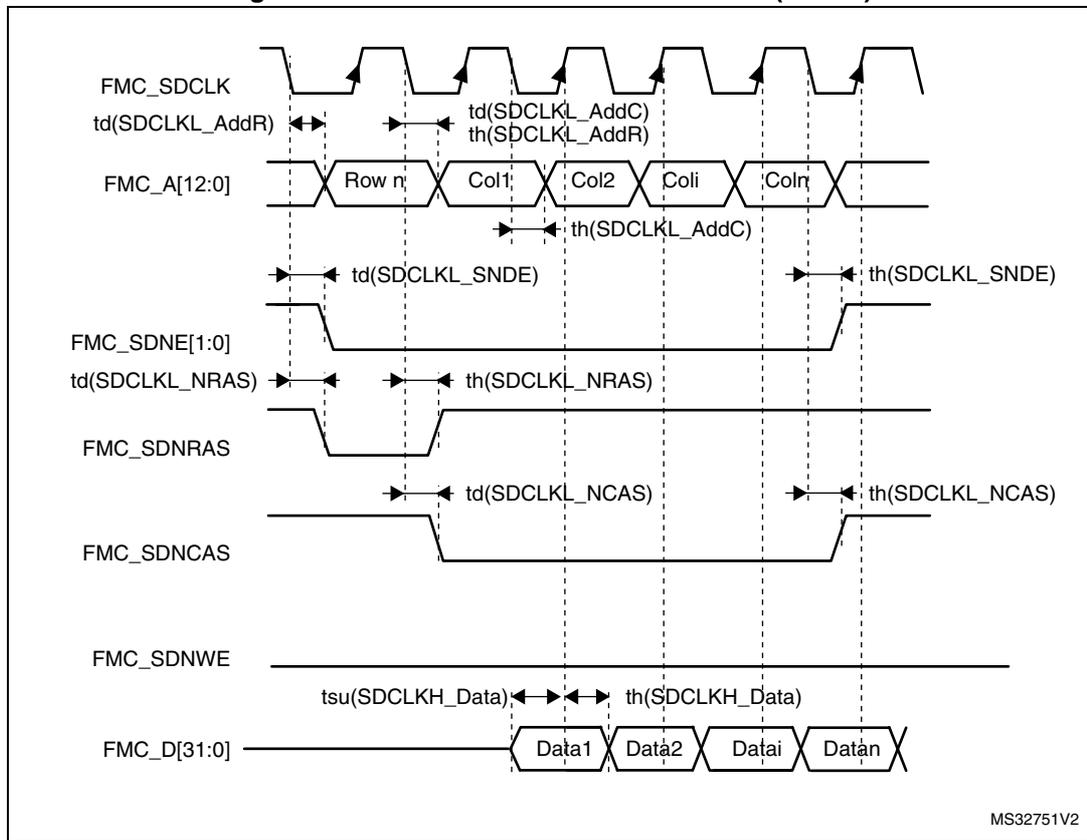 FMC_SDCLK
td(SDCLKL_AddR)
td(SDCLKL_AddC)
th(SDCLKL_AddR)
FMC_A[12:0]
Row n
Col1
Col2
Coli
Coln
th(SDCLKL_AddC)
td(SDCLKL_SNDE)
th(SDCLKL_SNDE)
FMC_SDNE[1:0]
td(SDCLKL_NRAS)
th(SDCLKL_NRAS)
FMC_SDNRAS
td(SDCLKL_NCAS)
th(SDCLKL_NCAS)
FMC_SDNCAS
FMC_SDNWE
tsu(SDCLKH_Data)
th(SDCLKH_Data)
FMC_D[31:0]
Data1
Data2
Datai
Datan
MS32751V2